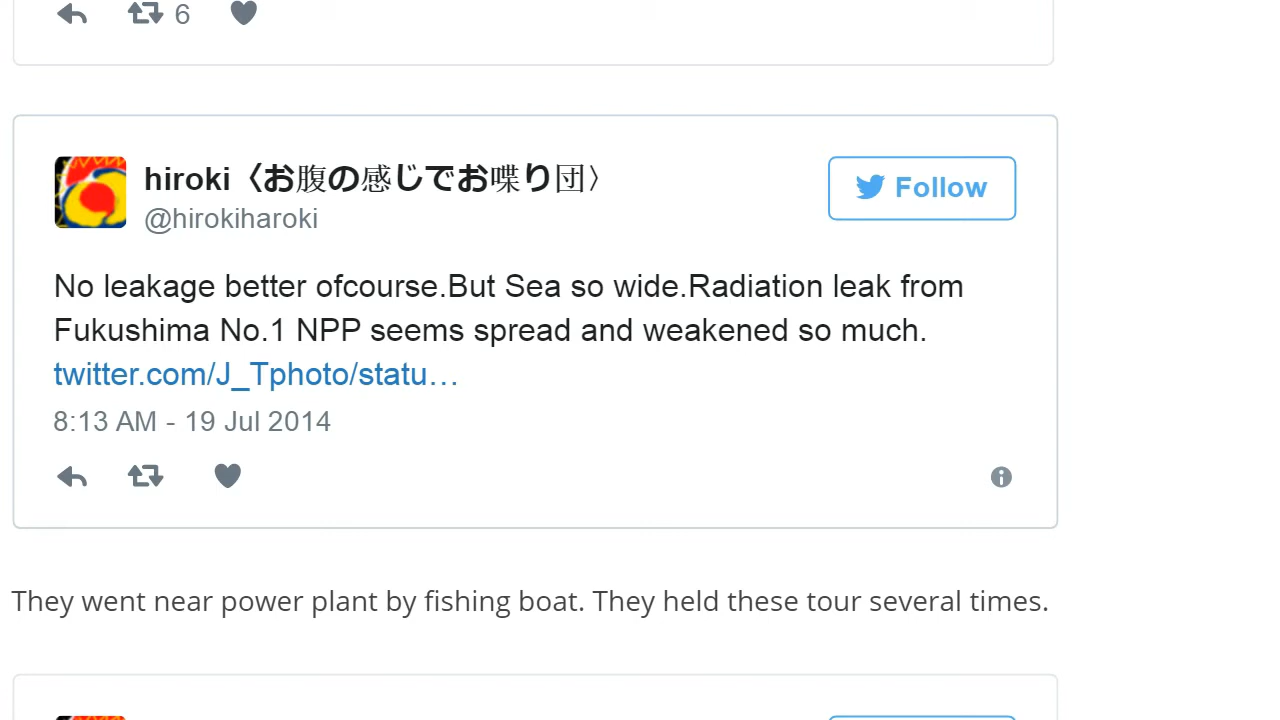 6
hiroki〈お腹の感じでお喋り団〉
Follow
@hirokiharoki
No leakage better ofcourse.But Sea so wide.Radiation leak from
Fukushima No.1 NPP seems spread and weakened so much.
twitter.com/J_Tphoto/statu…
8:13 AM - 19 Jul 2014
They went near power plant by fishing boat. They held these tour several times.